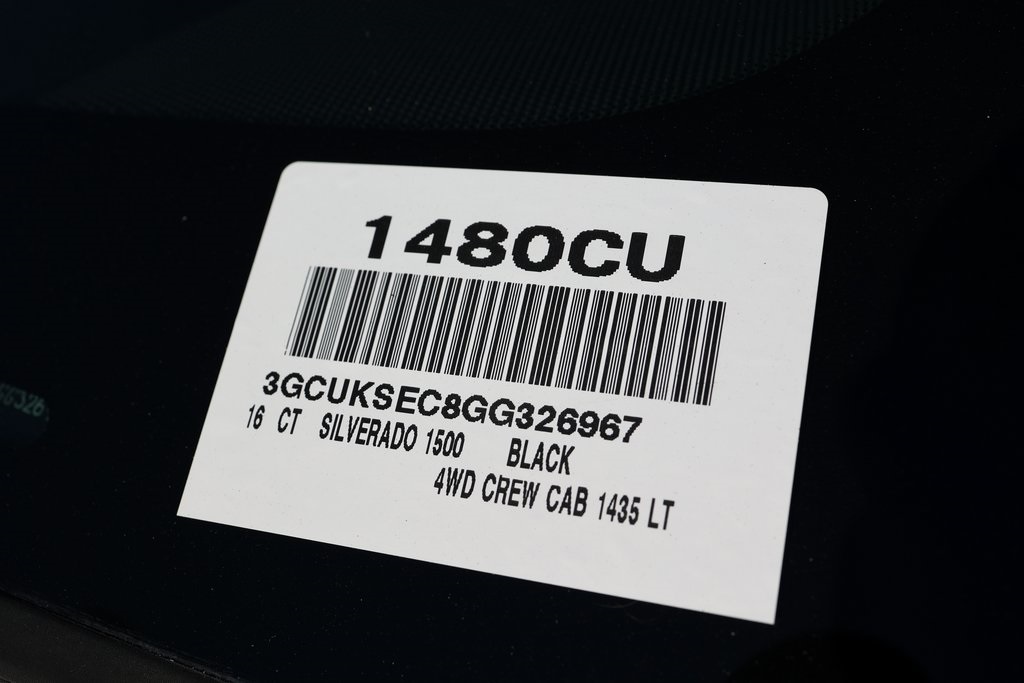 1480CU
3GCUKSEC8GG326967
16 CT SILVERADO 1500 BLACK
4WD CREW CAB 1435 LT